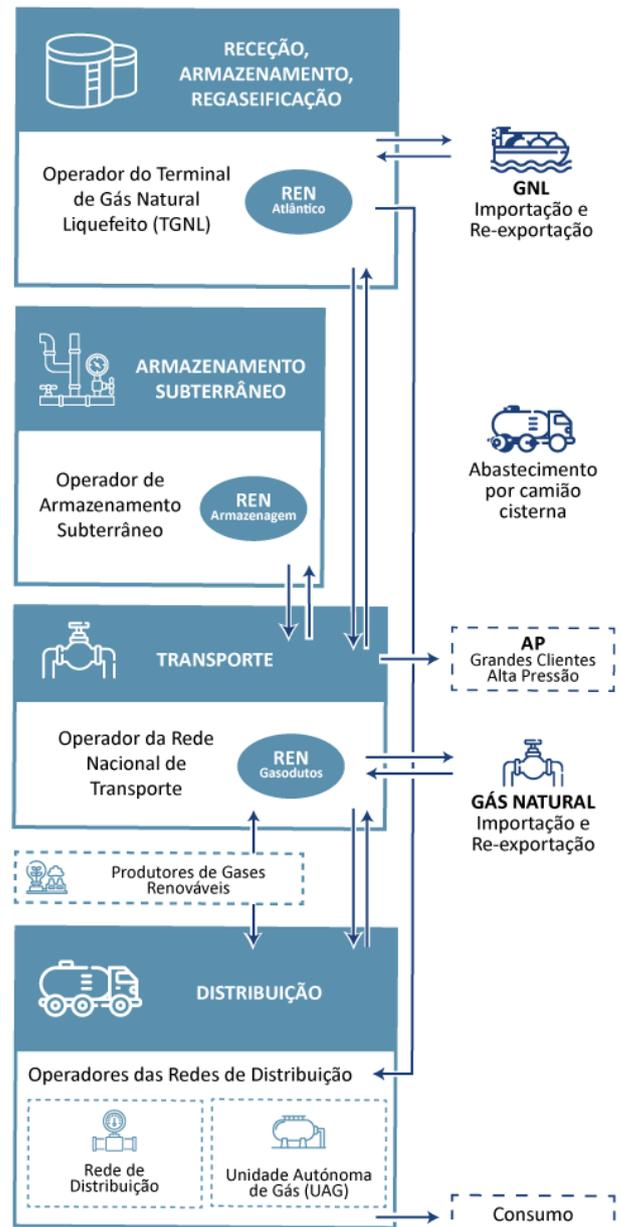 RECEÇÃO,
ARMAZENAMENTO,
REGASEIFICAÇÃO
Operador do Terminal
de Gás Natural
Liquefeito (TGNL)
REN
Atlântico
GNL
Importação e
Re-exportação
ARMAZENAMENTO
SUBTERRÂNEO
Operador de
Armazenamento
Subterrâneo
REN
Armazenagem
Abastecimento
por camião
cisterna
TRANSPORTE
AP
Grandes Clientes
Alta Pressão
Operador da Rede
Nacional de
Transporte
REN
Gasodutos
GÁS NATURAL
Importação e
Re-exportação
Produtores de Gases
Renováveis
DISTRIBUIÇÃO
Operadores das Redes de Distribuição
Rede de
Distribuição
Unidade Autónoma
de Gás (UAG)
Consumo